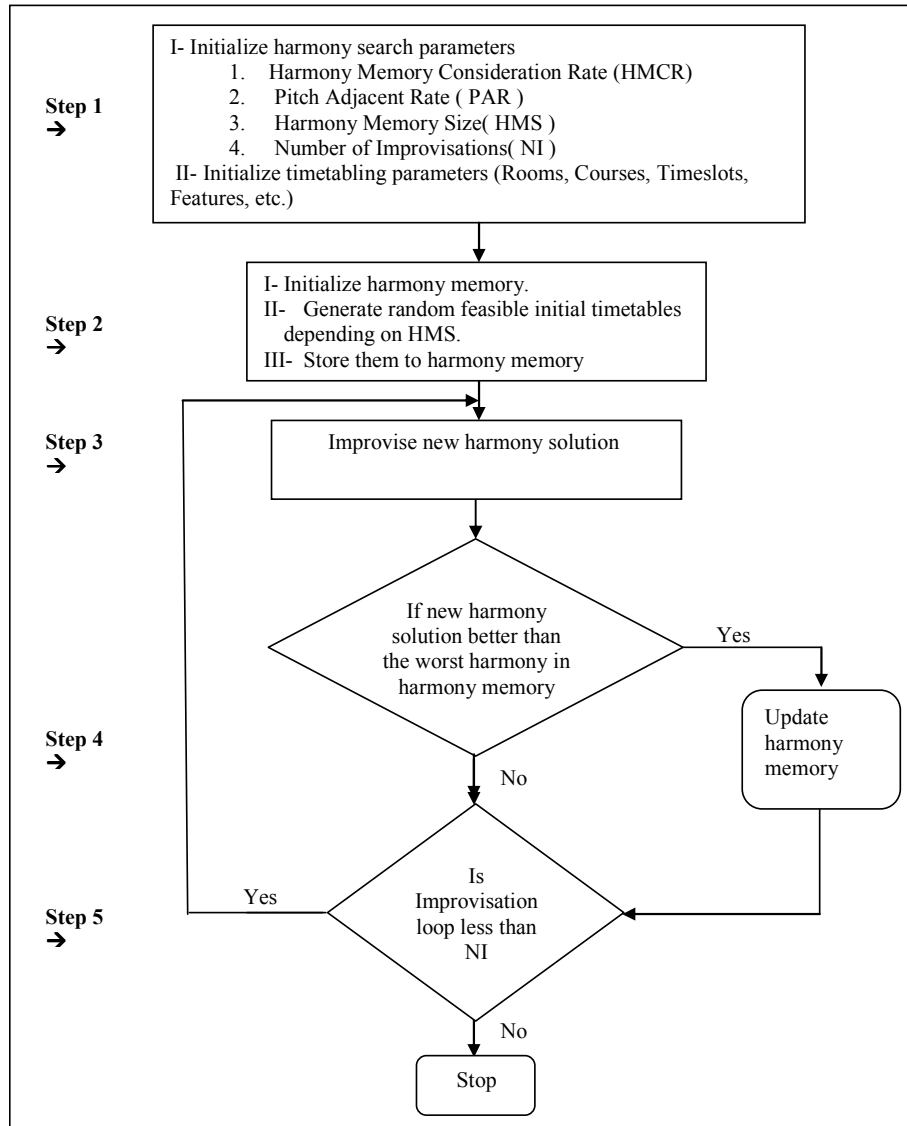 I- Initialize harmony search parameters
1. Harmony Memory Consideration Rate (HMCR)
2. Pitch Adjacent Rate ( PAR )
3. Harmony Memory Size( HMS )
4 Number of Improvisations( NI )
II- Initialize timetabling parameters (Rooms, Courses, Timeslots,
Features, etc.)
Step 1
→
I- Initialize harmony memory.
II- Generate random feasible initial timetables
depending on HMS.
III- Store them to harmony memory
Step 2
→
Step 3
→
Improvise new harmony solution
If new harmony
solution better than
the worst harmony in
harmony memory
Yes
Update
harmony
memory
Step 4
→
No
Is
Improvisation
loop less than
NI
Yes
Step 5
→
No
Stop